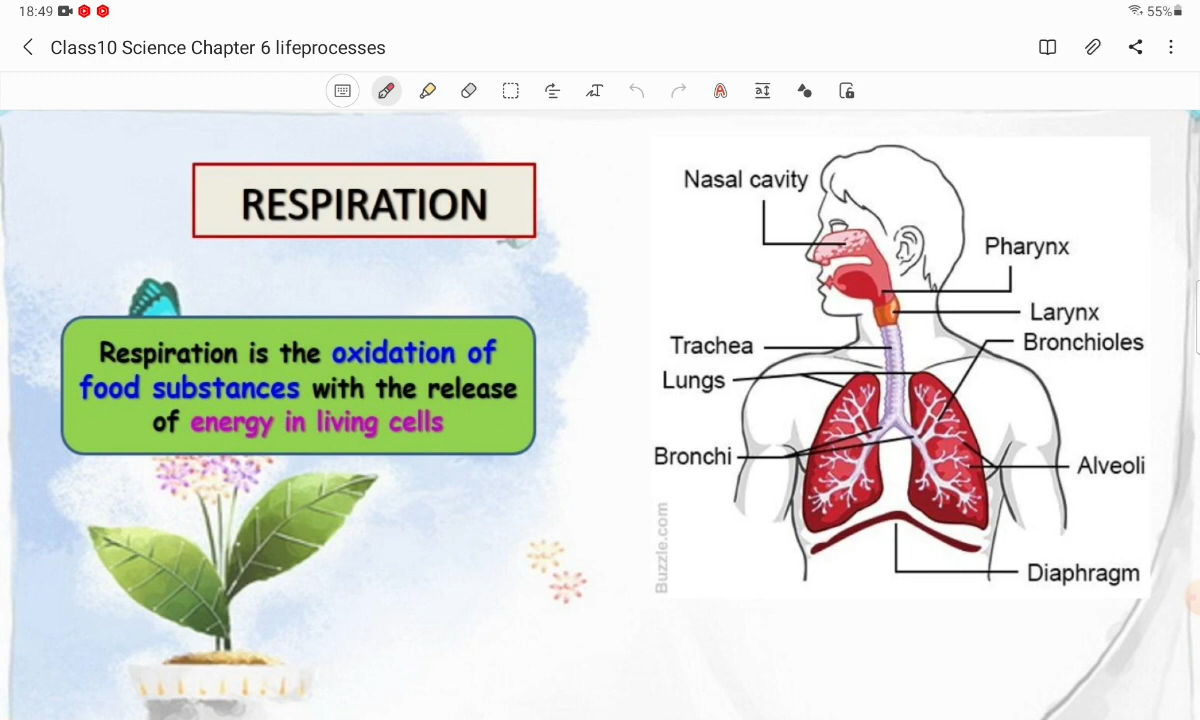 18:49
55%
Class10 Science Chapter 6 lifeprocesses
RESPIRATION
Respiration is the oxidation of
food substances with the release
of energy in living cells
Nasal cavity
Pharynx
Larynx
Bronchioles
Trachea
Lungs
Bronchi
Alveoli
Diaphragm
Buzzle.com